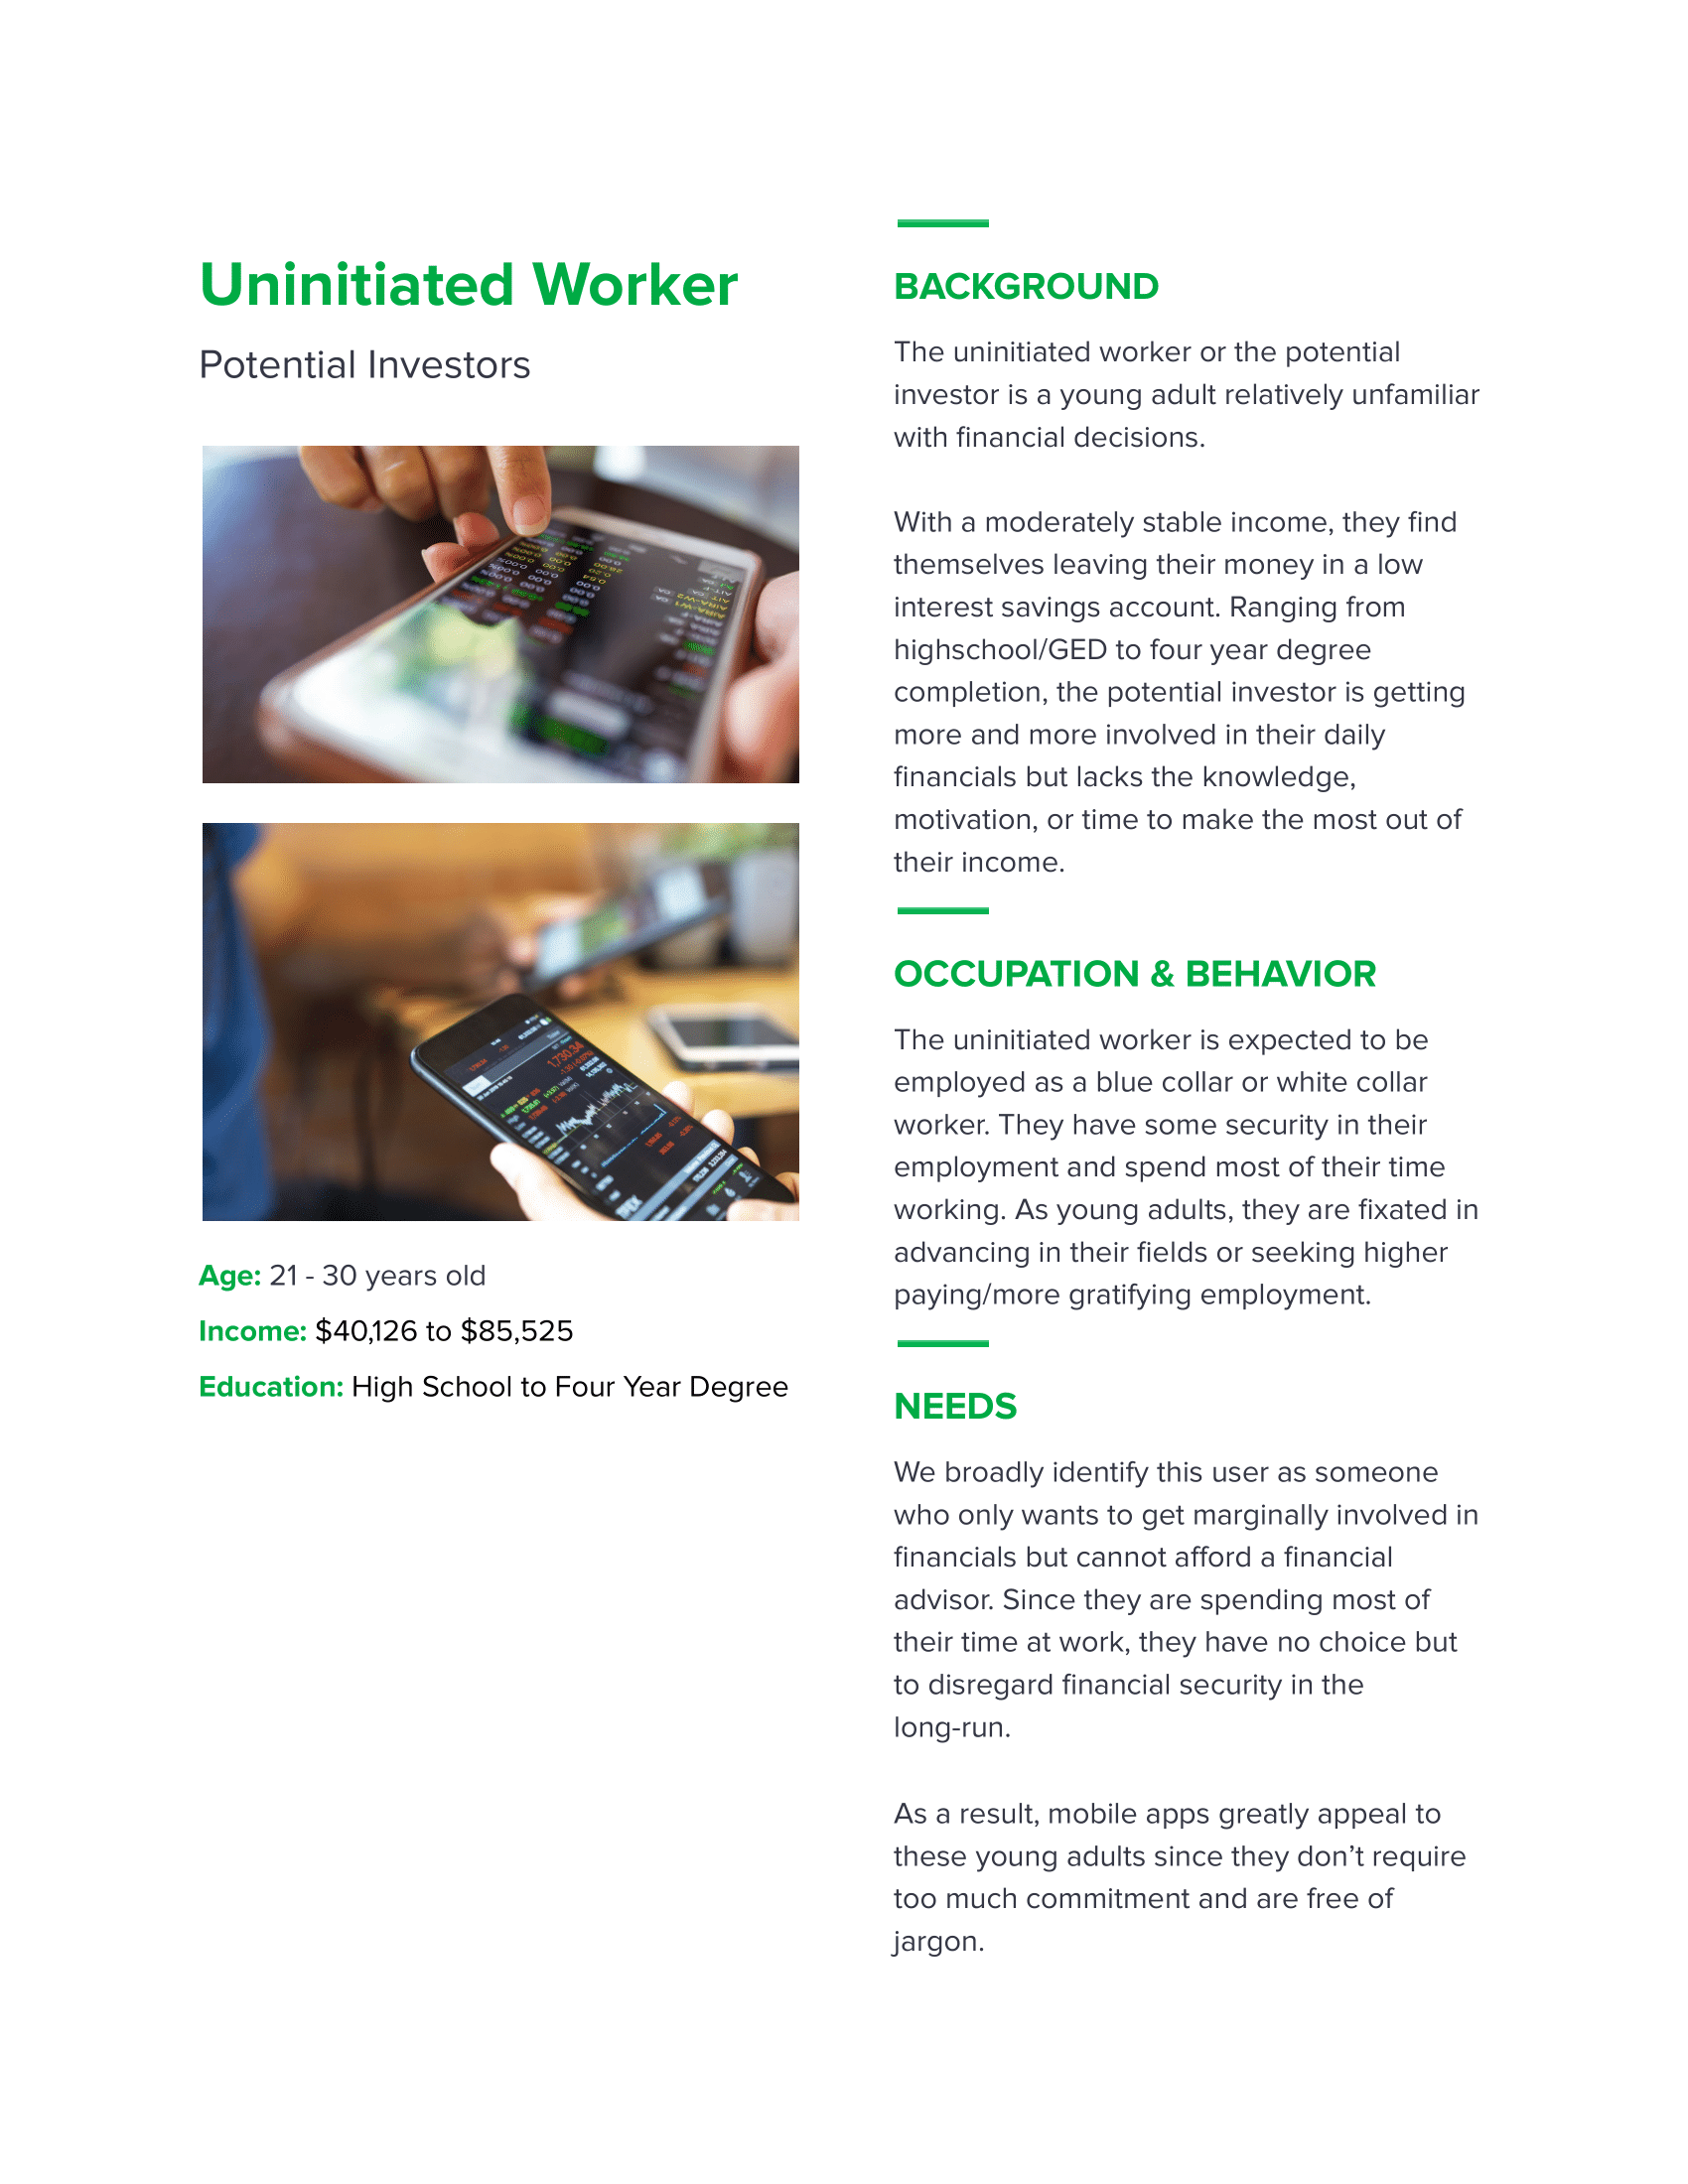 Uninitiated Worker
Potential Investors
Age: 21 - 30 years old
Income: $40,126 to $85,525
Education: High School to Four Year Degree
BACKGROUND
The uninitiated worker or the potential
investor is a young adult relatively unfamiliar
with financial decisions.
With a moderately stable income, they find
themselves leaving their money in a low
interest savings account. Ranging from
highschool/GED to four year degree
completion, the potential investor is getting
more and more involved in their daily
financials but lacks the knowledge,
motivation, or time to make the most out of
their income.
OCCUPATION & BEHAVIOR
The uninitiated worker is expected to be
employed as a blue collar or white collar
worker. They have some security in their
employment and spend most of their time
working. As young adults, they are fixated in
advancing in their fields or seeking higher
paying/more gratifying employment.
NEEDS
We broadly identify this user as someone
who only wants to get marginally involved in
financials but cannot afford a financial
advisor. Since they are spending most of
their time at work, they have no choice but
to disregard financial security in the
long-run.
As a result, mobile apps greatly appeal to
these young adults since they don’t require
too much commitment and are free of
jargon.